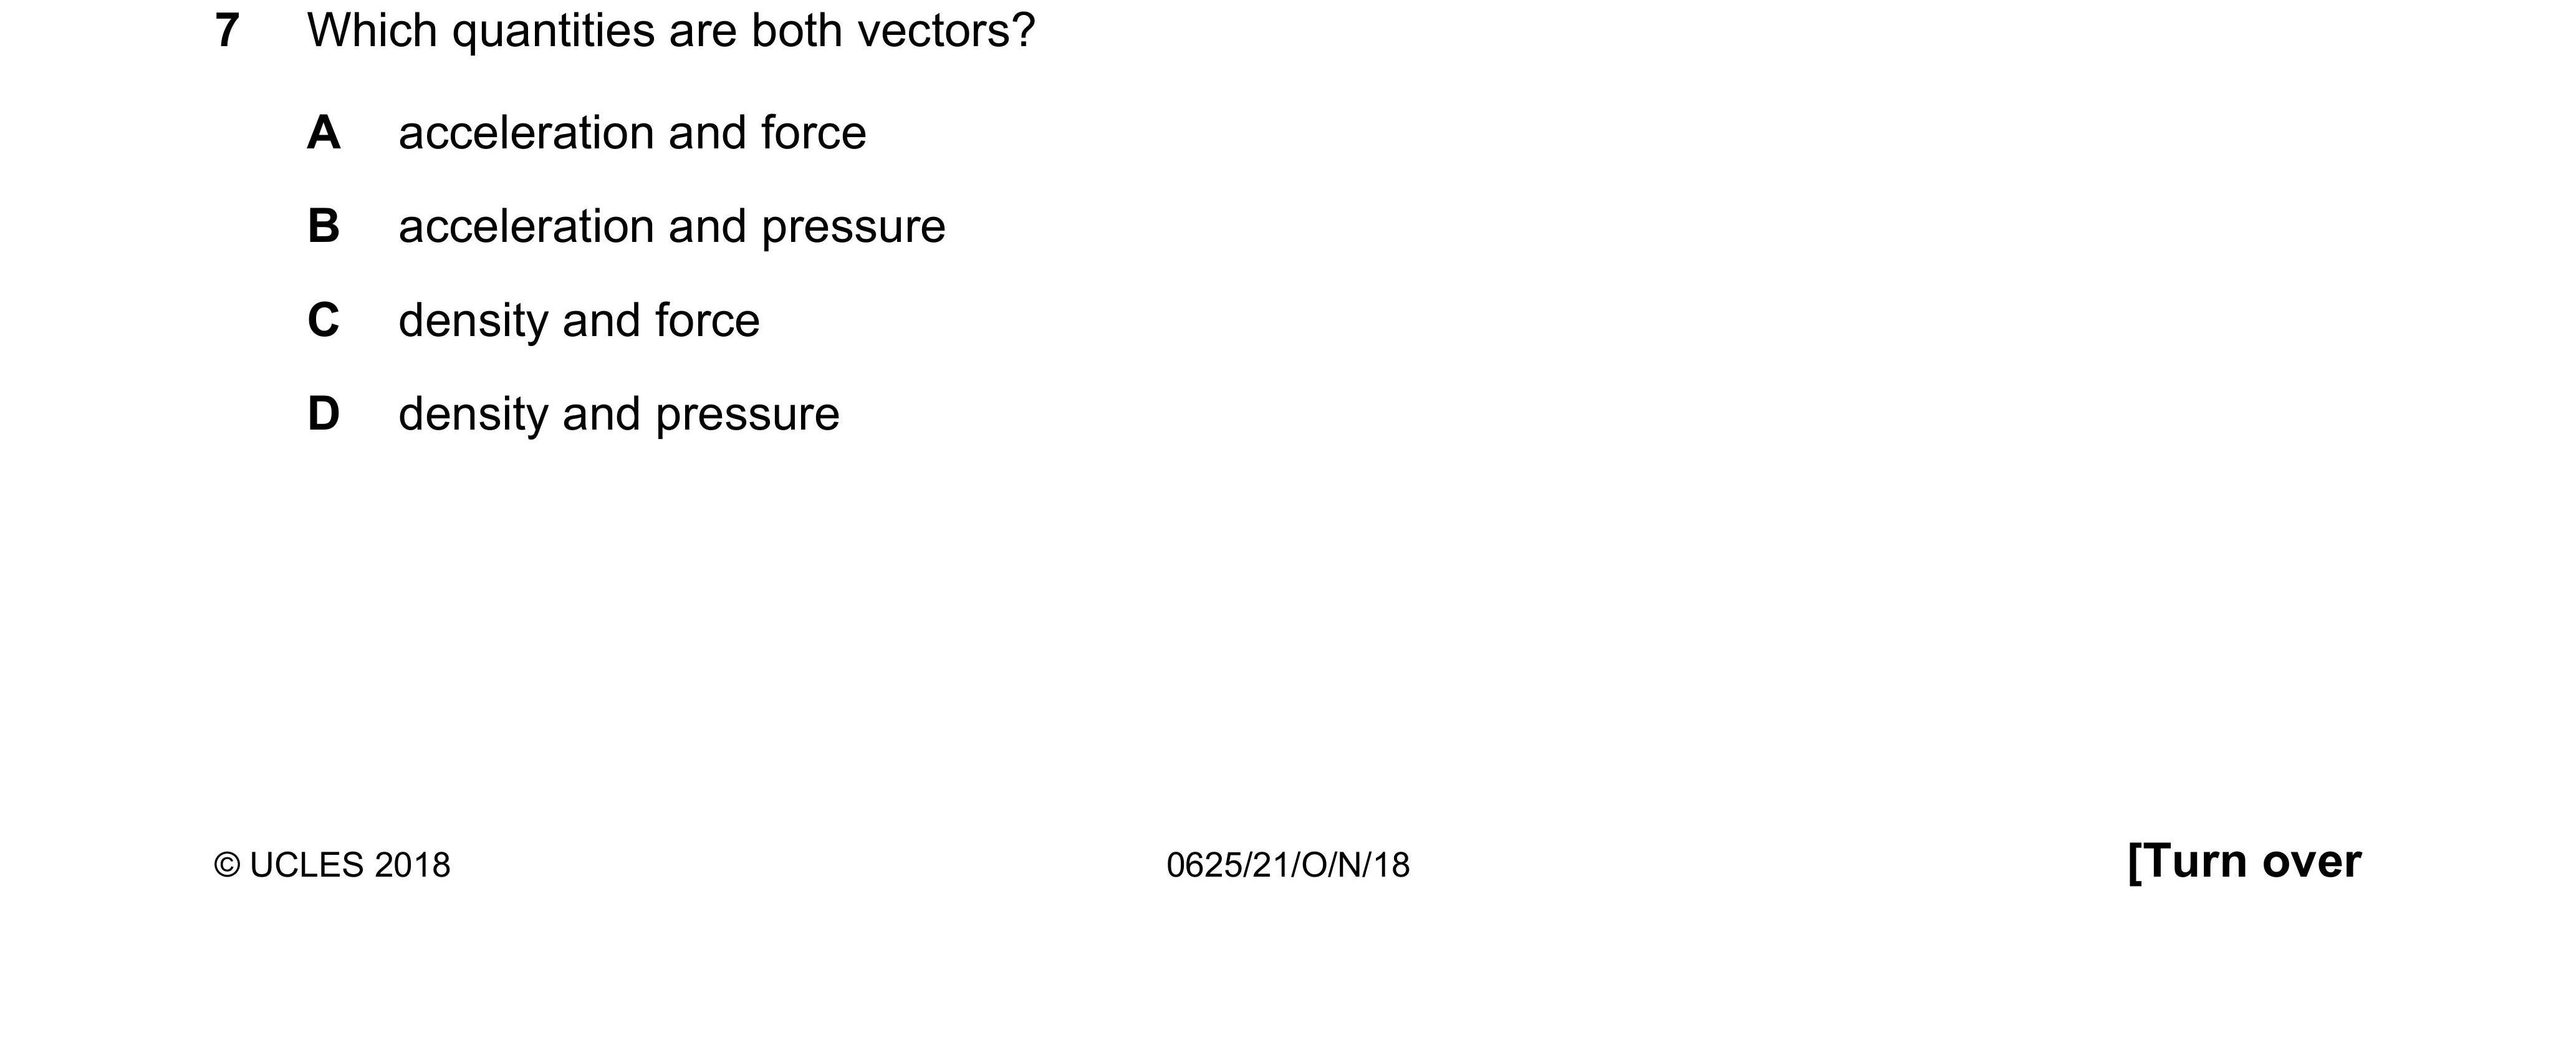 7 Which quantities are both vectors?
A acceleration and force
B acceleration and pressure
C density and force
D density and pressure
© UCLES 2018 0625/21/O/N/18 [Turn over